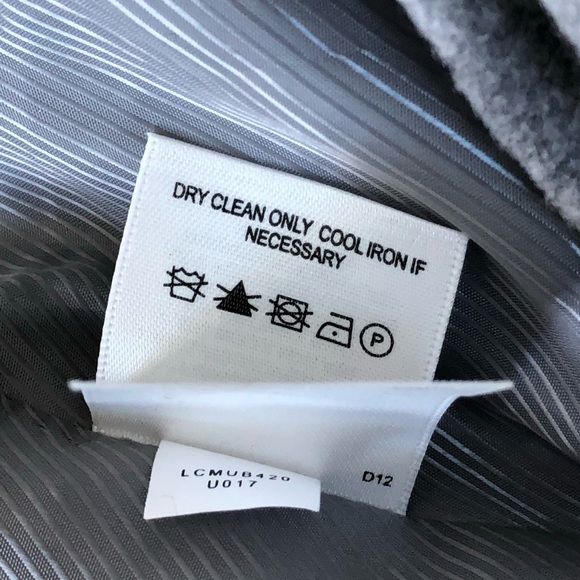 DRY CLEAN ONLY COOL IRON IF
NECESSARY
P
LCMUB420
U017
D12